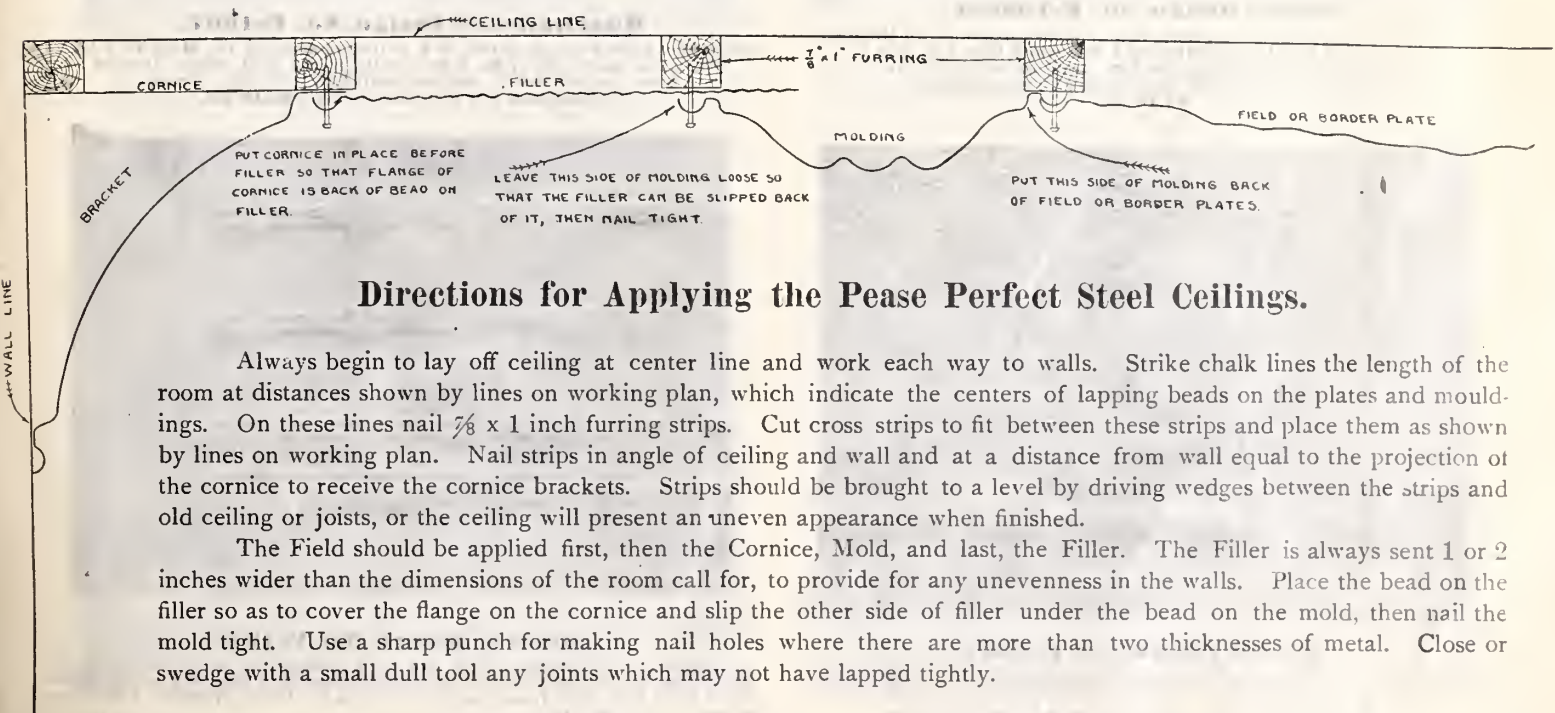 CEILING LINE
7/8" x 1" FURRING
CORNICE
FILLER
FIELD OR BORDER PLATE
MOLDING
BRACKET
PUT CORNICE IN PLACE BEFORE
FILLER SO THAT FLANGE OF
CORNICE IS BACK OF BEAD ON
FILLER.
LEAVE THIS SIDE OF MOLDING LOOSE SO
THAT THE FILLER CAN BE SLIPPED BACK
OF IT, THEN NAIL TIGHT.
PUT THIS SIDE OF MOLDING BACK
OF FIELD OR BORDER PLATES.
WALL LINE
Directions for Applying the Pease Perfect Steel Ceilings.
Always begin to lay off ceiling at center line and work each way to walls. Strike chalk lines the length of the
room at distances shown by lines on working plan, which indicate the centers of lapping beads on the plates and mould-
ings. On these lines nail ⅞ x 1 inch furring strips. Cut cross strips to fit between these strips and place them as shown
by lines on working plan. Nail strips in angle of ceiling and wall and at a distance from wall equal to the projection of
the cornice to receive the cornice brackets. Strips should be brought to a level by driving wedges between the strips and
old ceiling or joists, or the ceiling will present an uneven appearance when finished.
The Field should be applied first, then the Cornice, Mold, and last, the Filler. The Filler is always sent 1 or 2
inches wider than the dimensions of the room call for, to provide for any unevenness in the walls. Place the bead on the
filler so as to cover the flange on the cornice and slip the other side of filler under the bead on the mold, then nail the
mold tight. Use a sharp punch for making nail holes where there are more than two thicknesses of metal. Close or
swedge with a small dull tool any joints which may not have lapped tightly.